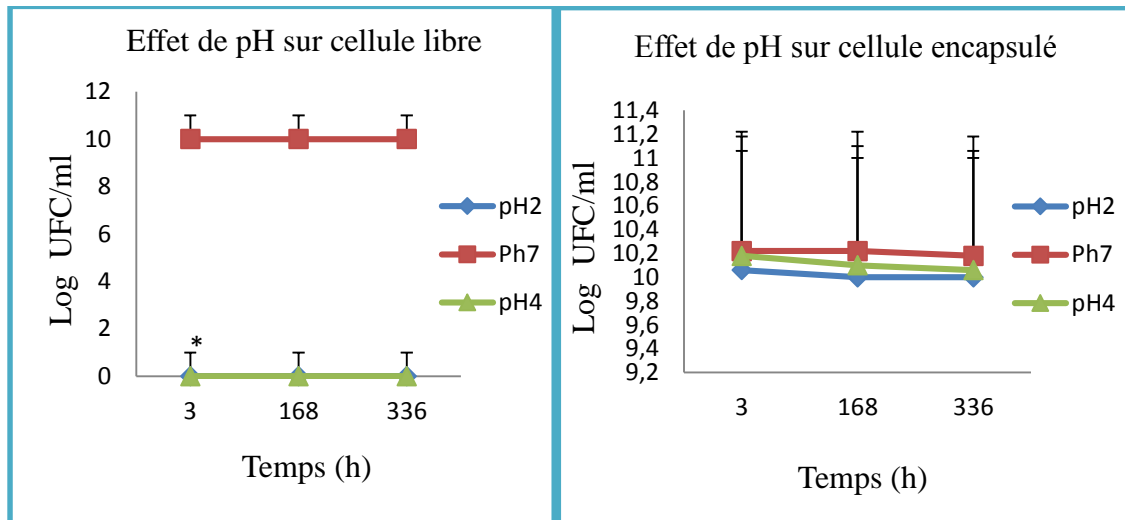 Effet de pH sur cellule libre
Log UFC/ml
12
10
8
6
4
2
0
*
3 168 336
Temps (h)
pH2
Ph7
pH4
Effet de pH sur cellule encapsulé
Log UFC/ml
11,4
11,2
11
10,8
10,6
10,4
10,2
10
9,8
9,6
9,4
9,2
3 168 336
Temps (h)
pH2
Ph7
pH4